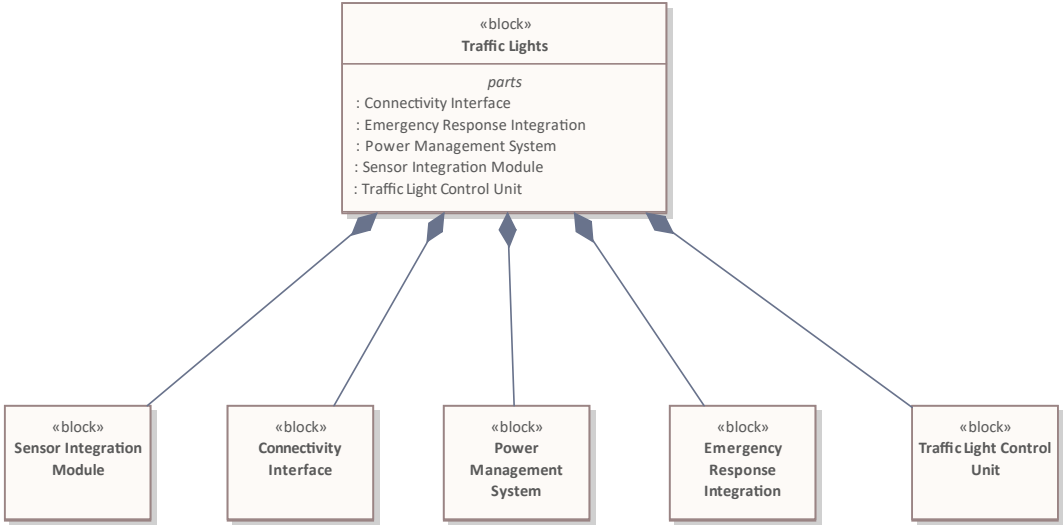 «block»
Traffic Lights
parts
: Connectivity Interface
: Emergency Response Integration
: Power Management System
: Sensor Integration Module
: Traffic Light Control Unit
«block»
Sensor Integration
Module
«block»
Connectivity
Interface
«block»
Power
Management
System
«block»
Emergency
Response
Integration
«block»
Traffic Light Control
Unit